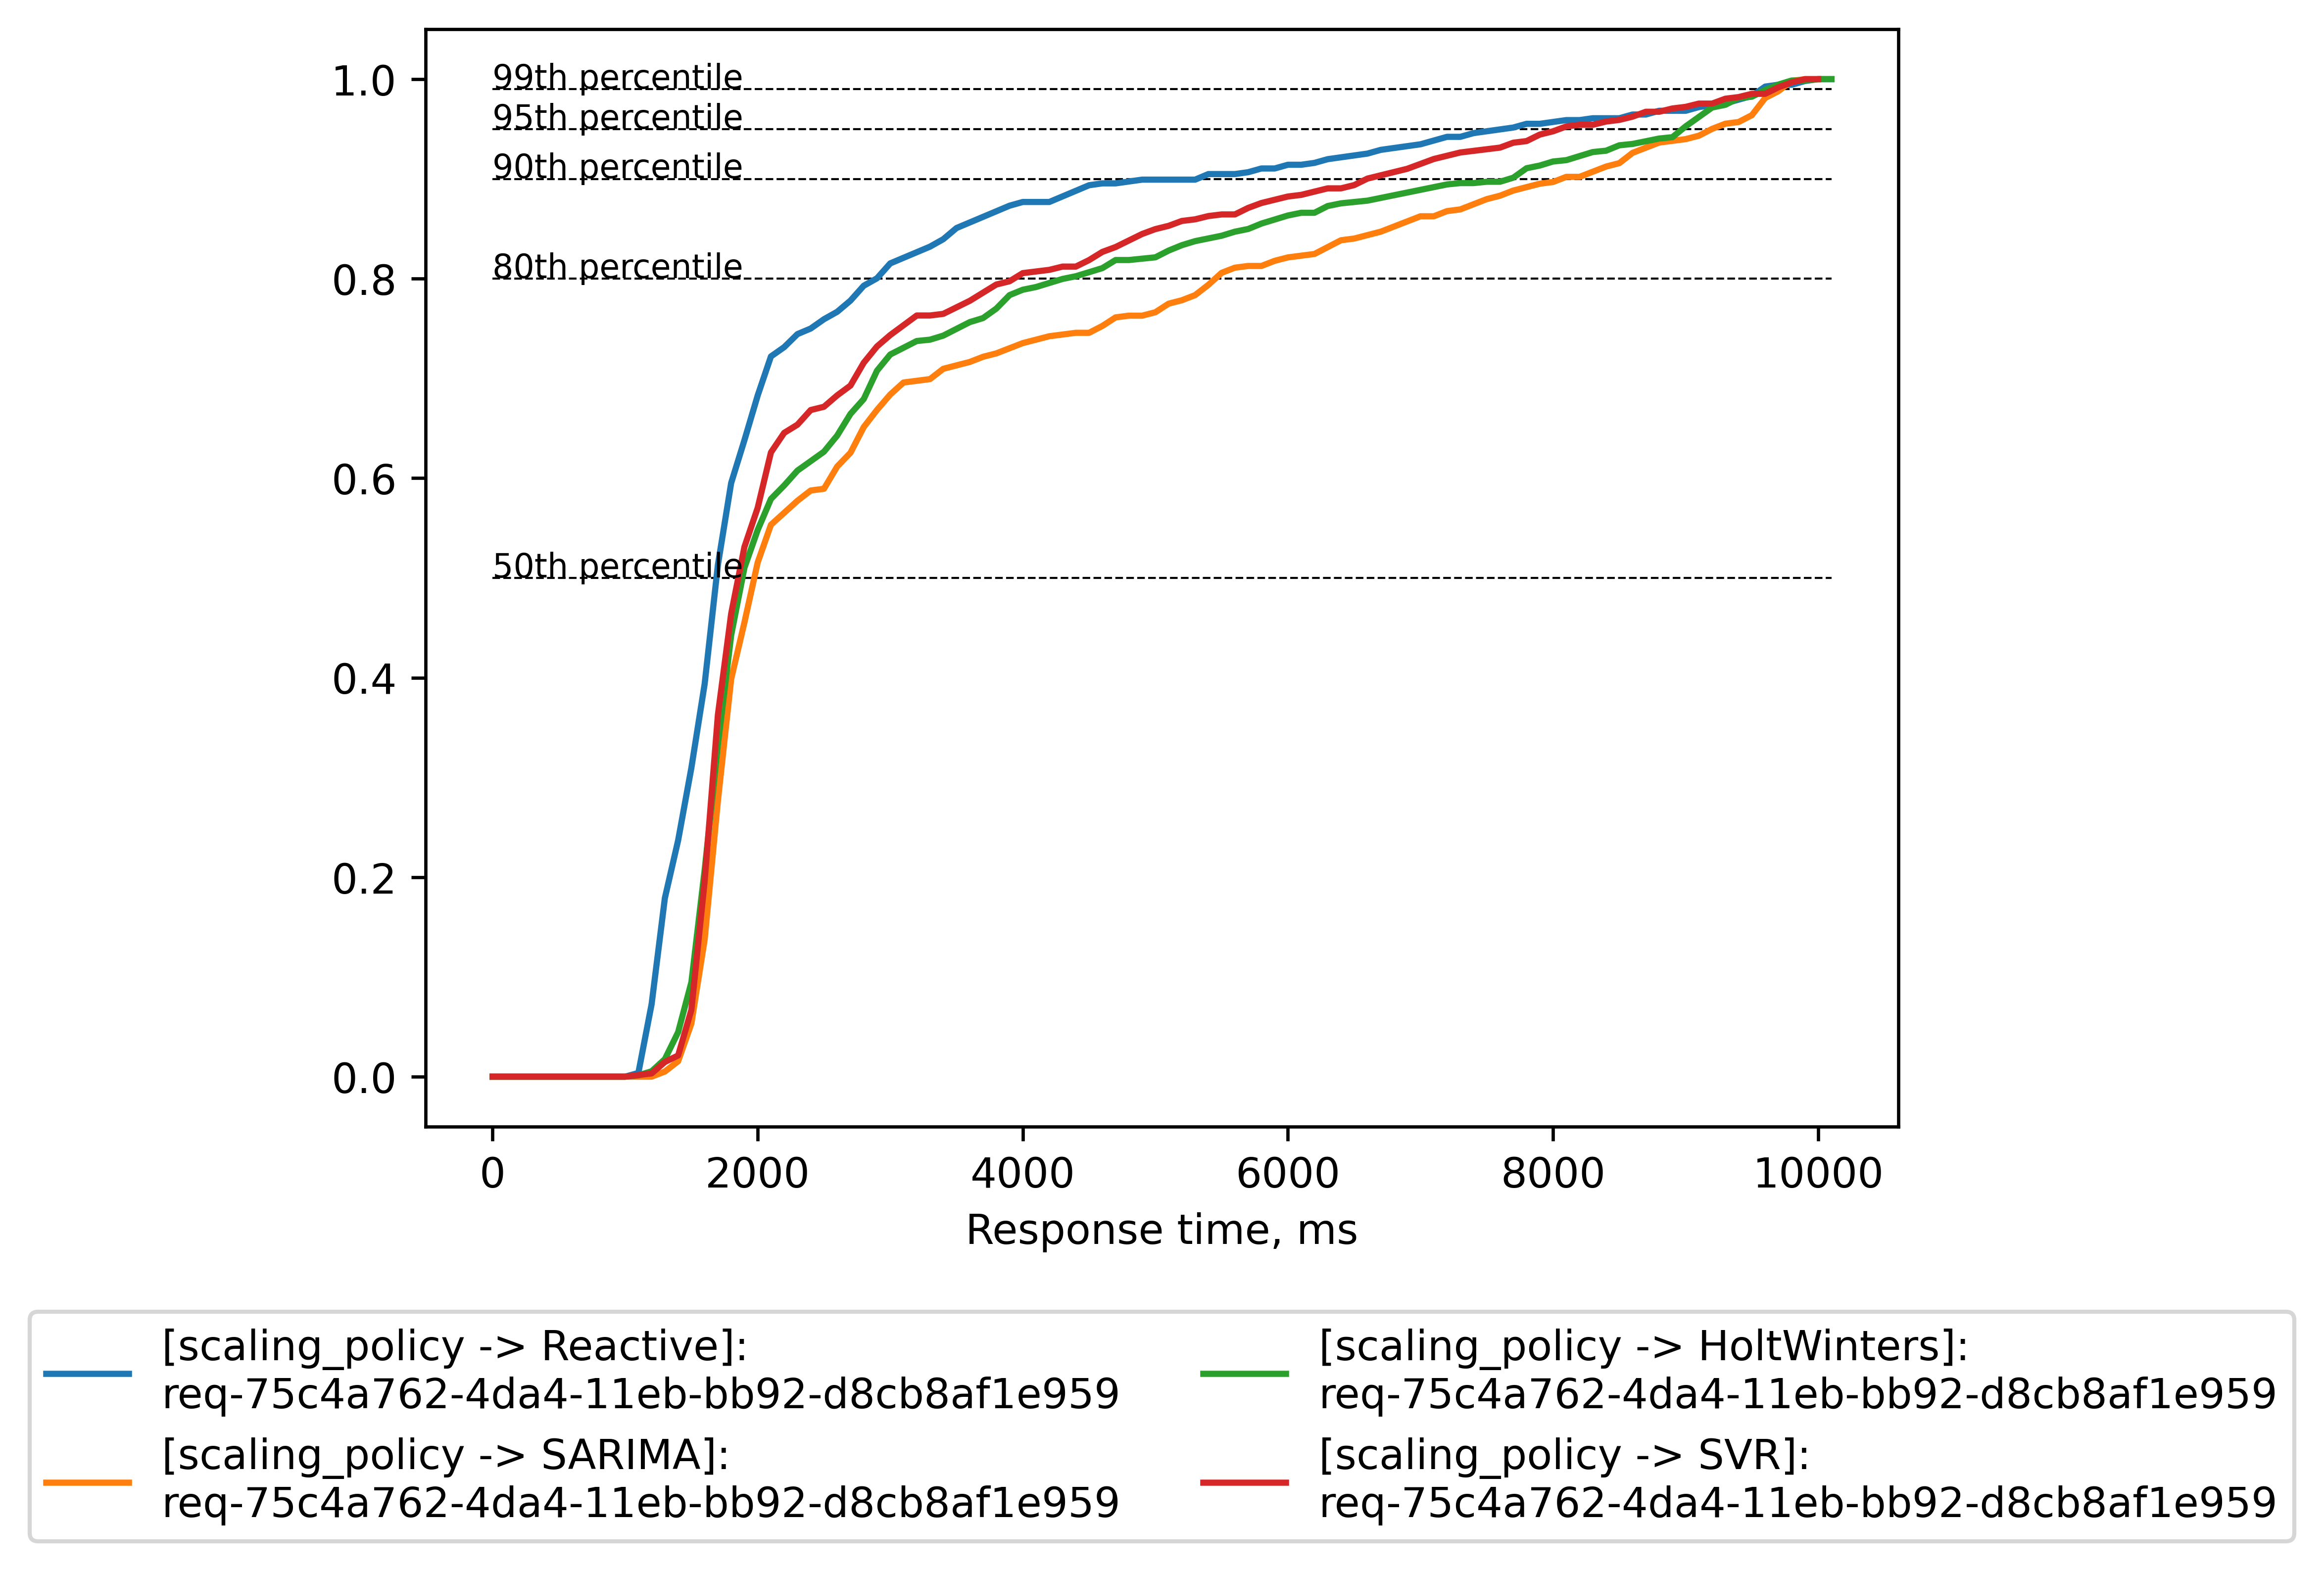 99th percentile
95th percentile
90th percentile
80th percentile
50th percentile
1.0
0.8
0.6
0.4
0.2
0.0
0 2000 4000 6000 8000 10000
Response time, ms
[scaling_policy -> Reactive]:
req-75c4a762-4da4-11eb-bb92-d8cb8af1e959
[scaling_policy -> SARIMA]:
req-75c4a762-4da4-11eb-bb92-d8cb8af1e959
[scaling_policy -> HoltWinters]:
req-75c4a762-4da4-11eb-bb92-d8cb8af1e959
[scaling_policy -> SVR]:
req-75c4a762-4da4-11eb-bb92-d8cb8af1e959